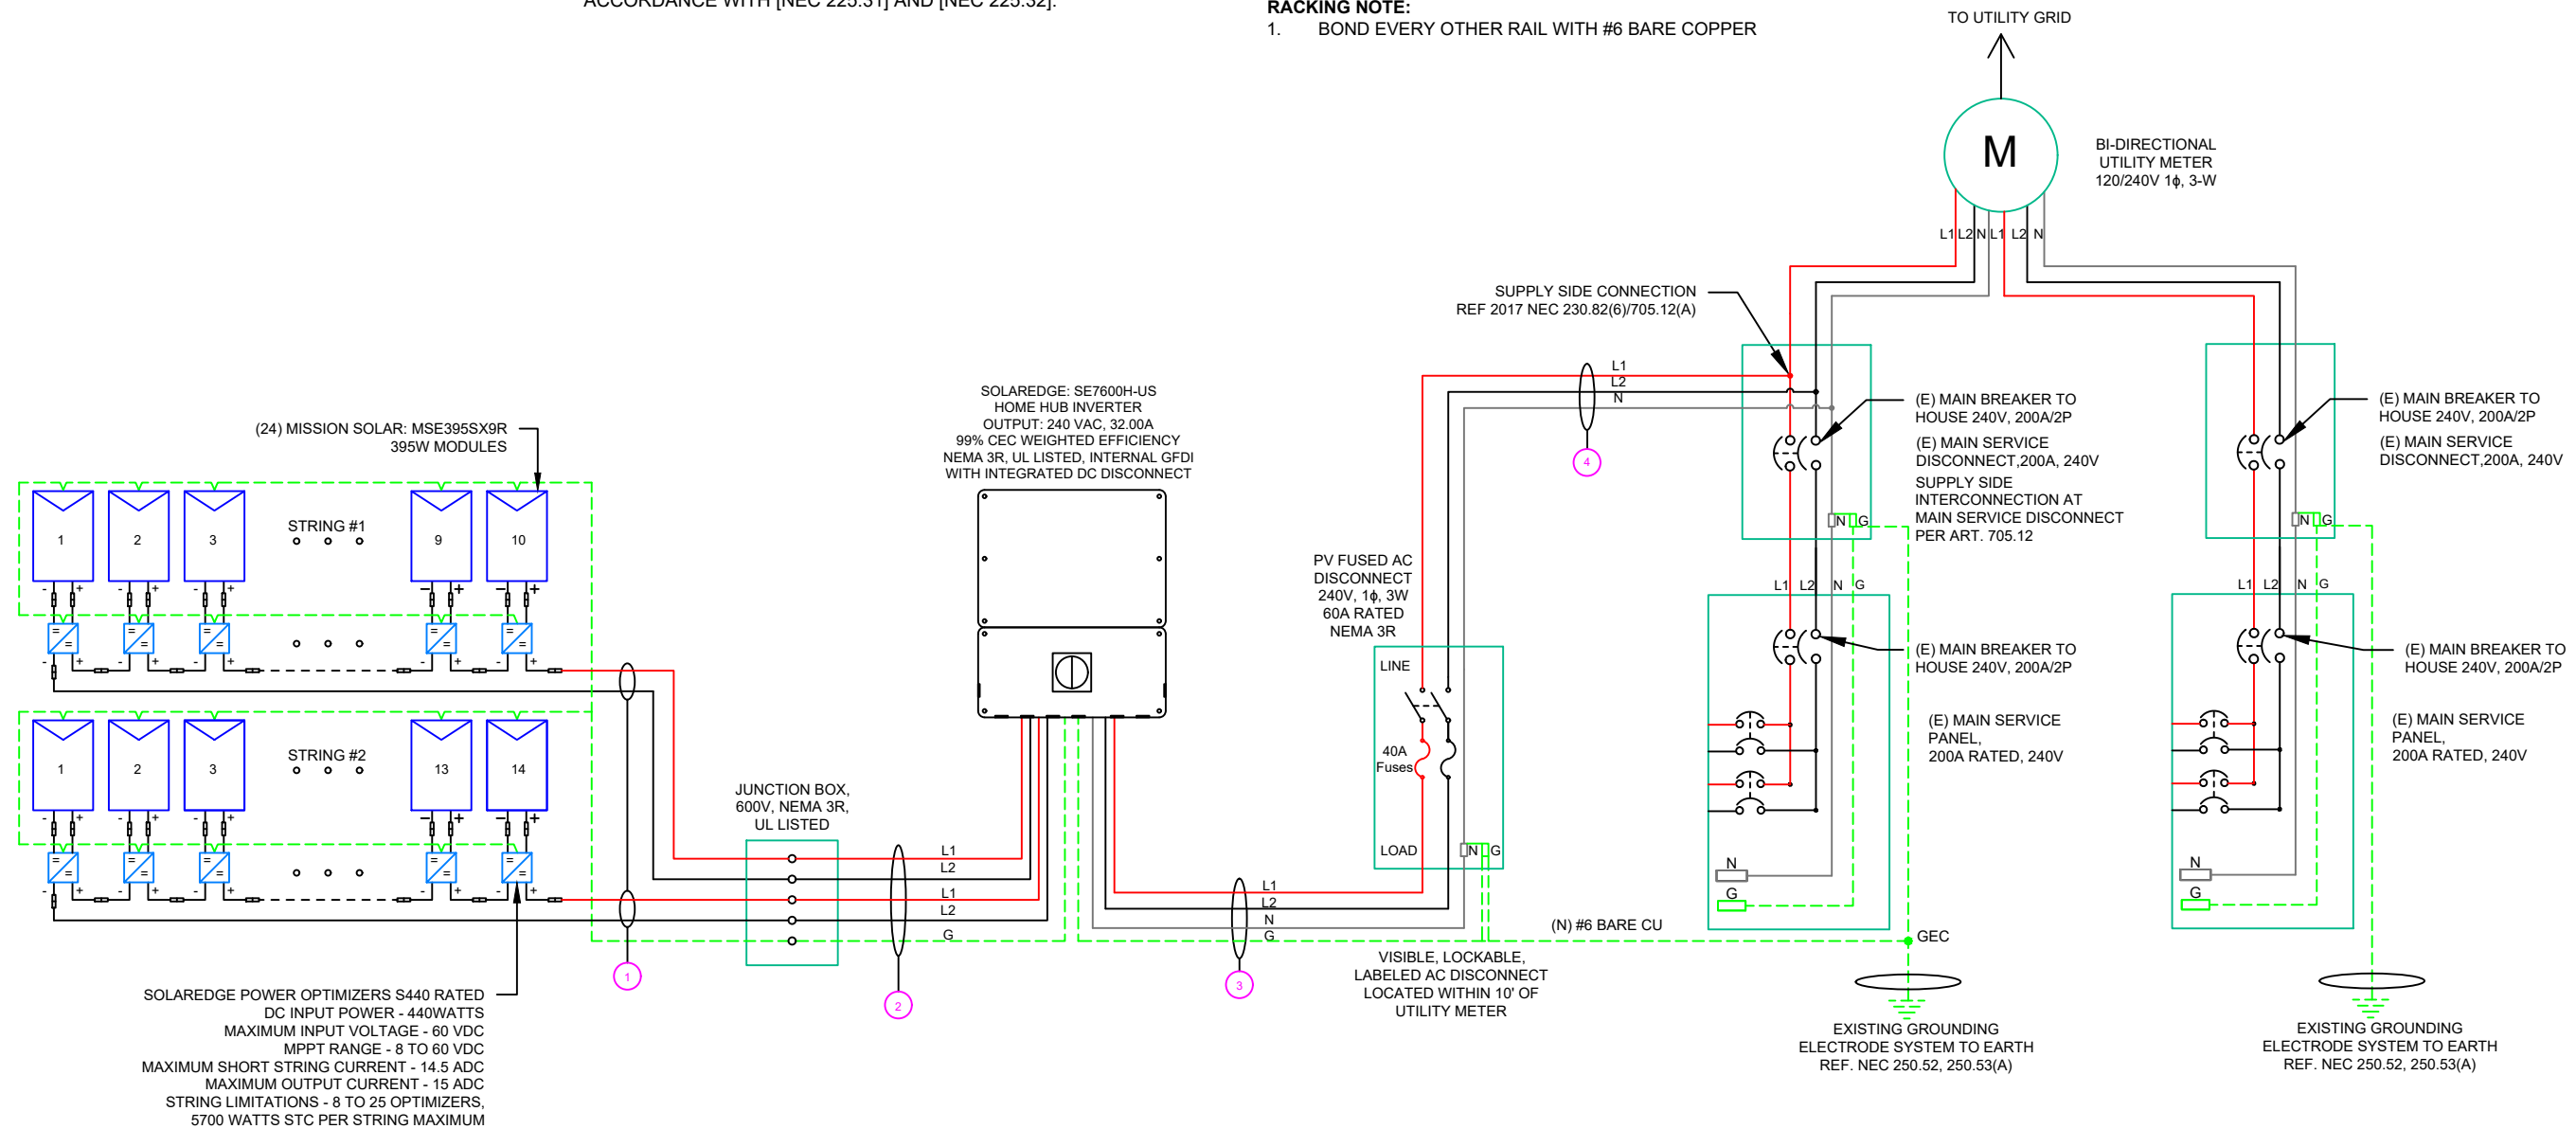 ACCORDANCE WITH [NEC 225.31] AND [NEC 225.32].
RACKING NOTE:
1. BOND EVERY OTHER RAIL WITH #6 BARE COPPER
TO UTILITY GRID
M
BI-DIRECTIONAL
UTILITY METER
120/240V 1ϕ, 3-W
L1 L2 N L1 L2 N
SUPPLY SIDE CONNECTION
REF 2017 NEC 230.82(6)/705.12(A)
L1
L2
N
4
(E) MAIN BREAKER TO
HOUSE 240V, 200A/2P
(E) MAIN SERVICE
DISCONNECT,200A, 240V
SUPPLY SIDE
INTERCONNECTION AT
MAIN SERVICE DISCONNECT
PER ART. 705.12
N G
(E) MAIN BREAKER TO
HOUSE 240V, 200A/2P
(E) MAIN SERVICE
DISCONNECT,200A, 240V
N G
SOLAREDGE: SE7600H-US
HOME HUB INVERTER
OUTPUT: 240 VAC, 32.00A
99% CEC WEIGHTED EFFICIENCY
NEMA 3R, UL LISTED, INTERNAL GFDI
WITH INTEGRATED DC DISCONNECT
(24) MISSION SOLAR: MSE395SX9R
395W MODULES
STRING #1
1 2 3 9 10
- + - + - + - + - +
= = = = = = = = = =
- + - + - + - + - +
STRING #2
1 2 3 13 14
- + - + - + - + - +
= = = = = = = = = =
- + - + - + - + - +
1
SOLAREDGE POWER OPTIMIZERS S440 RATED
DC INPUT POWER - 440WATTS
MAXIMUM INPUT VOLTAGE - 60 VDC
MPPT RANGE - 8 TO 60 VDC
MAXIMUM SHORT STRING CURRENT - 14.5 ADC
MAXIMUM OUTPUT CURRENT - 15 ADC
STRING LIMITATIONS - 8 TO 25 OPTIMIZERS,
5700 WATTS STC PER STRING MAXIMUM
JUNCTION BOX,
600V, NEMA 3R,
UL LISTED
L1
L2
L1
L2
G
2
L1
L2
N
G
3
PV FUSED AC
DISCONNECT
240V, 1ϕ, 3W
60A RATED
NEMA 3R
LINE
40A
Fuses
LOAD
N G
VISIBLE, LOCKABLE,
LABELED AC DISCONNECT
LOCATED WITHIN 10' OF
UTILITY METER
(N) #6 BARE CU
L1 L2 N G
(E) MAIN BREAKER TO
HOUSE 240V, 200A/2P
(E) MAIN SERVICE
PANEL,
200A RATED, 240V
N
G
GEC
EXISTING GROUNDING
ELECTRODE SYSTEM TO EARTH
REF. NEC 250.52, 250.53(A)
L1 L2 N G
(E) MAIN BREAKER TO
HOUSE 240V, 200A/2P
(E) MAIN SERVICE
PANEL,
200A RATED, 240V
N
G
EXISTING GROUNDING
ELECTRODE SYSTEM TO EARTH
REF. NEC 250.52, 250.53(A)